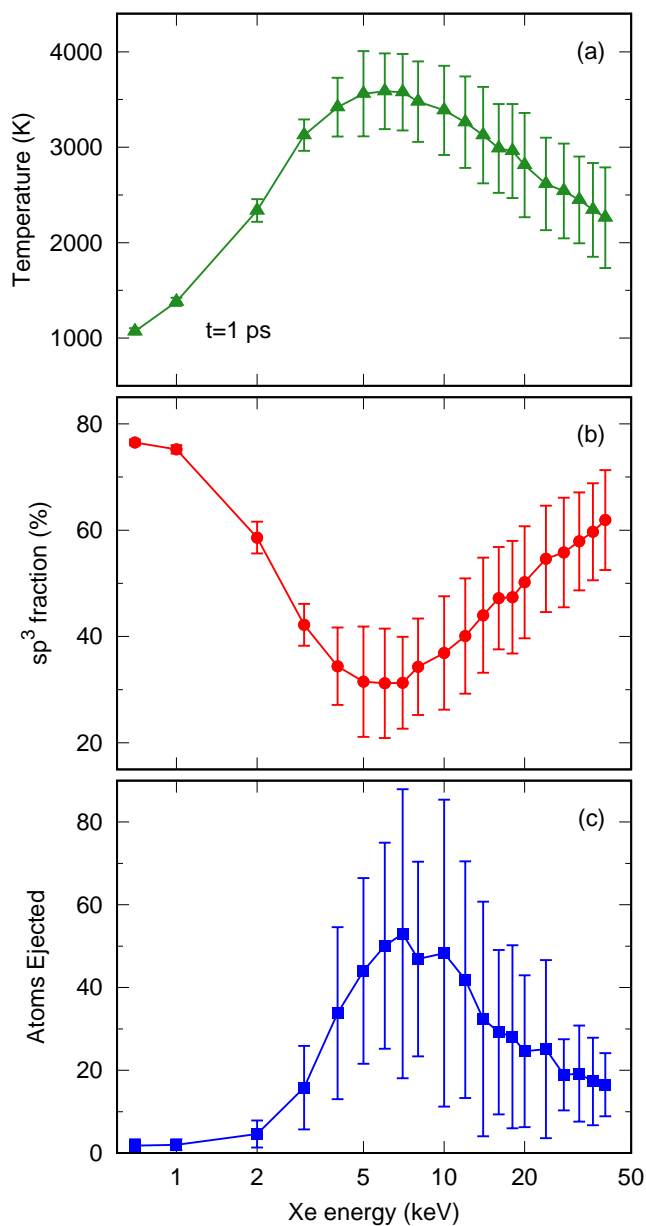 4000
3000
2000
1000
Temperature (K)
(a)
t=1 ps
80
60
40
20
sp³ fraction (%)
(b)
80
60
40
20
0
Atoms Ejected
(c)
1
2
5
10
20
50
Xe energy (keV)